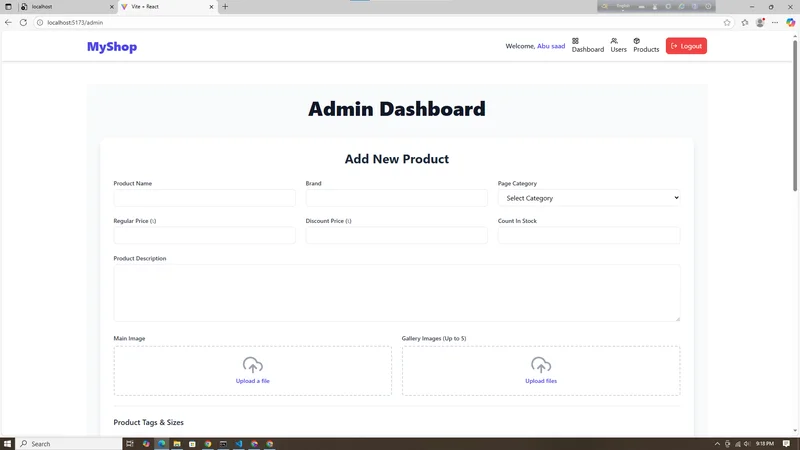 localhost
Vite + React
English
localhost:5173/admin
MyShop
Welcome, Abu saad
Dashboard
Users
Products
Logout
Admin Dashboard
Add New Product
Product Name
Brand
Page Category
Select Category
Regular Price (৳)
Discount Price (৳)
Count In Stock
Product Description
Main Image
Gallery Images (Up to 5)
Upload a file
Upload files
Product Tags & Sizes
Search
9:18 PM